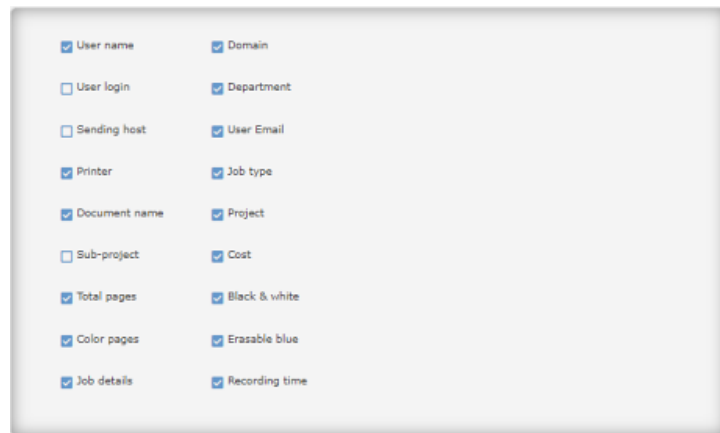 User name Domain
User login Department
Sending host User Email
Printer Job type
Document name Project
Sub-project Cost
Total pages Black & white
Color pages Erasable blue
Job details Recording time